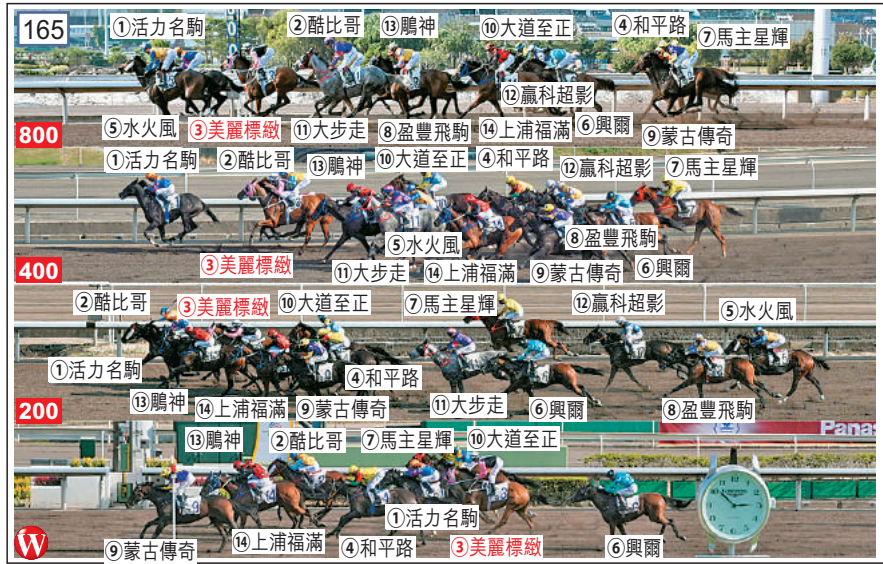 165
①活力名駒 ②酷比哥 ⑬鵰神 ⑩大道至正 ④和平路 ⑦馬主星輝
⑤水火風 ③美麗標緻 ⑪大步走 ⑧盈豐飛駒 ⑭上浦福滿 ⑫贏科超影 ⑥興爾 ⑨蒙古傳奇
800
①活力名駒 ②酷比哥 ⑬鵰神 ⑩大道至正 ④和平路 ⑫贏科超影 ⑦馬主星輝
③美麗標緻 ⑪大步走 ⑤水火風 ⑭上浦福滿 ⑨蒙古傳奇 ⑧盈豐飛駒 ⑥興爾
400
②酷比哥 ③美麗標緻 ⑩大道至正 ⑦馬主星輝 ⑫贏科超影 ⑤水火風
①活力名駒 ⑬鵰神 ⑭上浦福滿 ⑨蒙古傳奇 ④和平路 ⑪大步走 ⑥興爾 ⑧盈豐飛駒
200
⑬鵰神 ②酷比哥 ⑦馬主星輝 ⑩大道至正
Panas
⑨蒙古傳奇 ⑭上浦福滿 ④和平路 ①活力名駒 ③美麗標緻 ⑥興爾
W